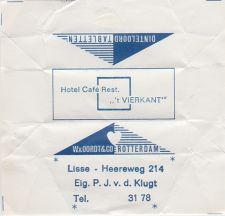 DINTELOORD
TABLETTEN
Hotel Café Rest.
„'t VIERKANT"
W.v.OORDT&CO ROTTERDAM
* *
Lisse - Heereweg 214
Eig. P. J. v. d. Klugt
* Tel. 31 78 *